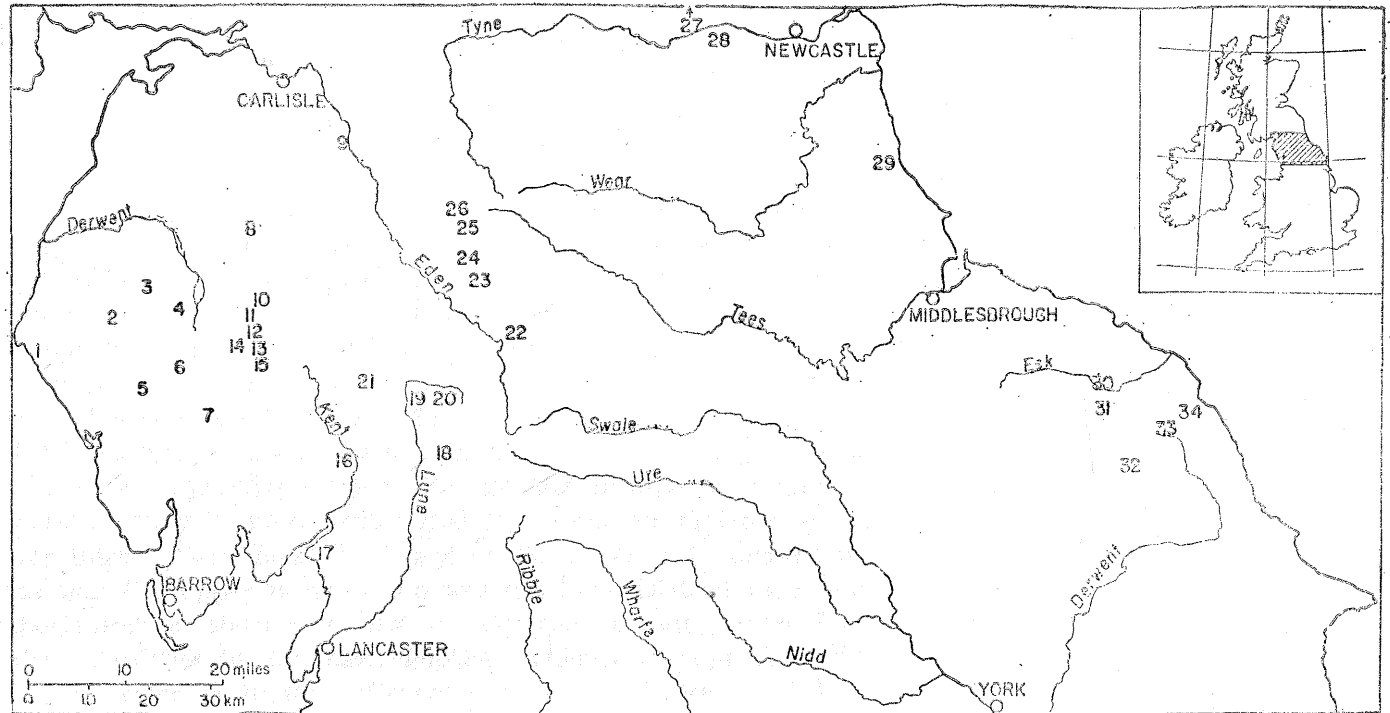 27
Tyne
28
NEWCASTLE
CARLISLE
9
29
Wear
26
Derwent
8
25
24
Eden
23
3
10
4
2
11
MIDDLESBROUGH
Tees
12
22
1
14 13
15
6
Esk
30
21
5
19 20
31
34
7
Kent
Swale
33
18
16
32
Lune
Ure
17
Ribble
Derwent
BARROW
Wharfe
LANCASTER
Nidd
0 10 20 miles
0 10 20 30 km
YORK